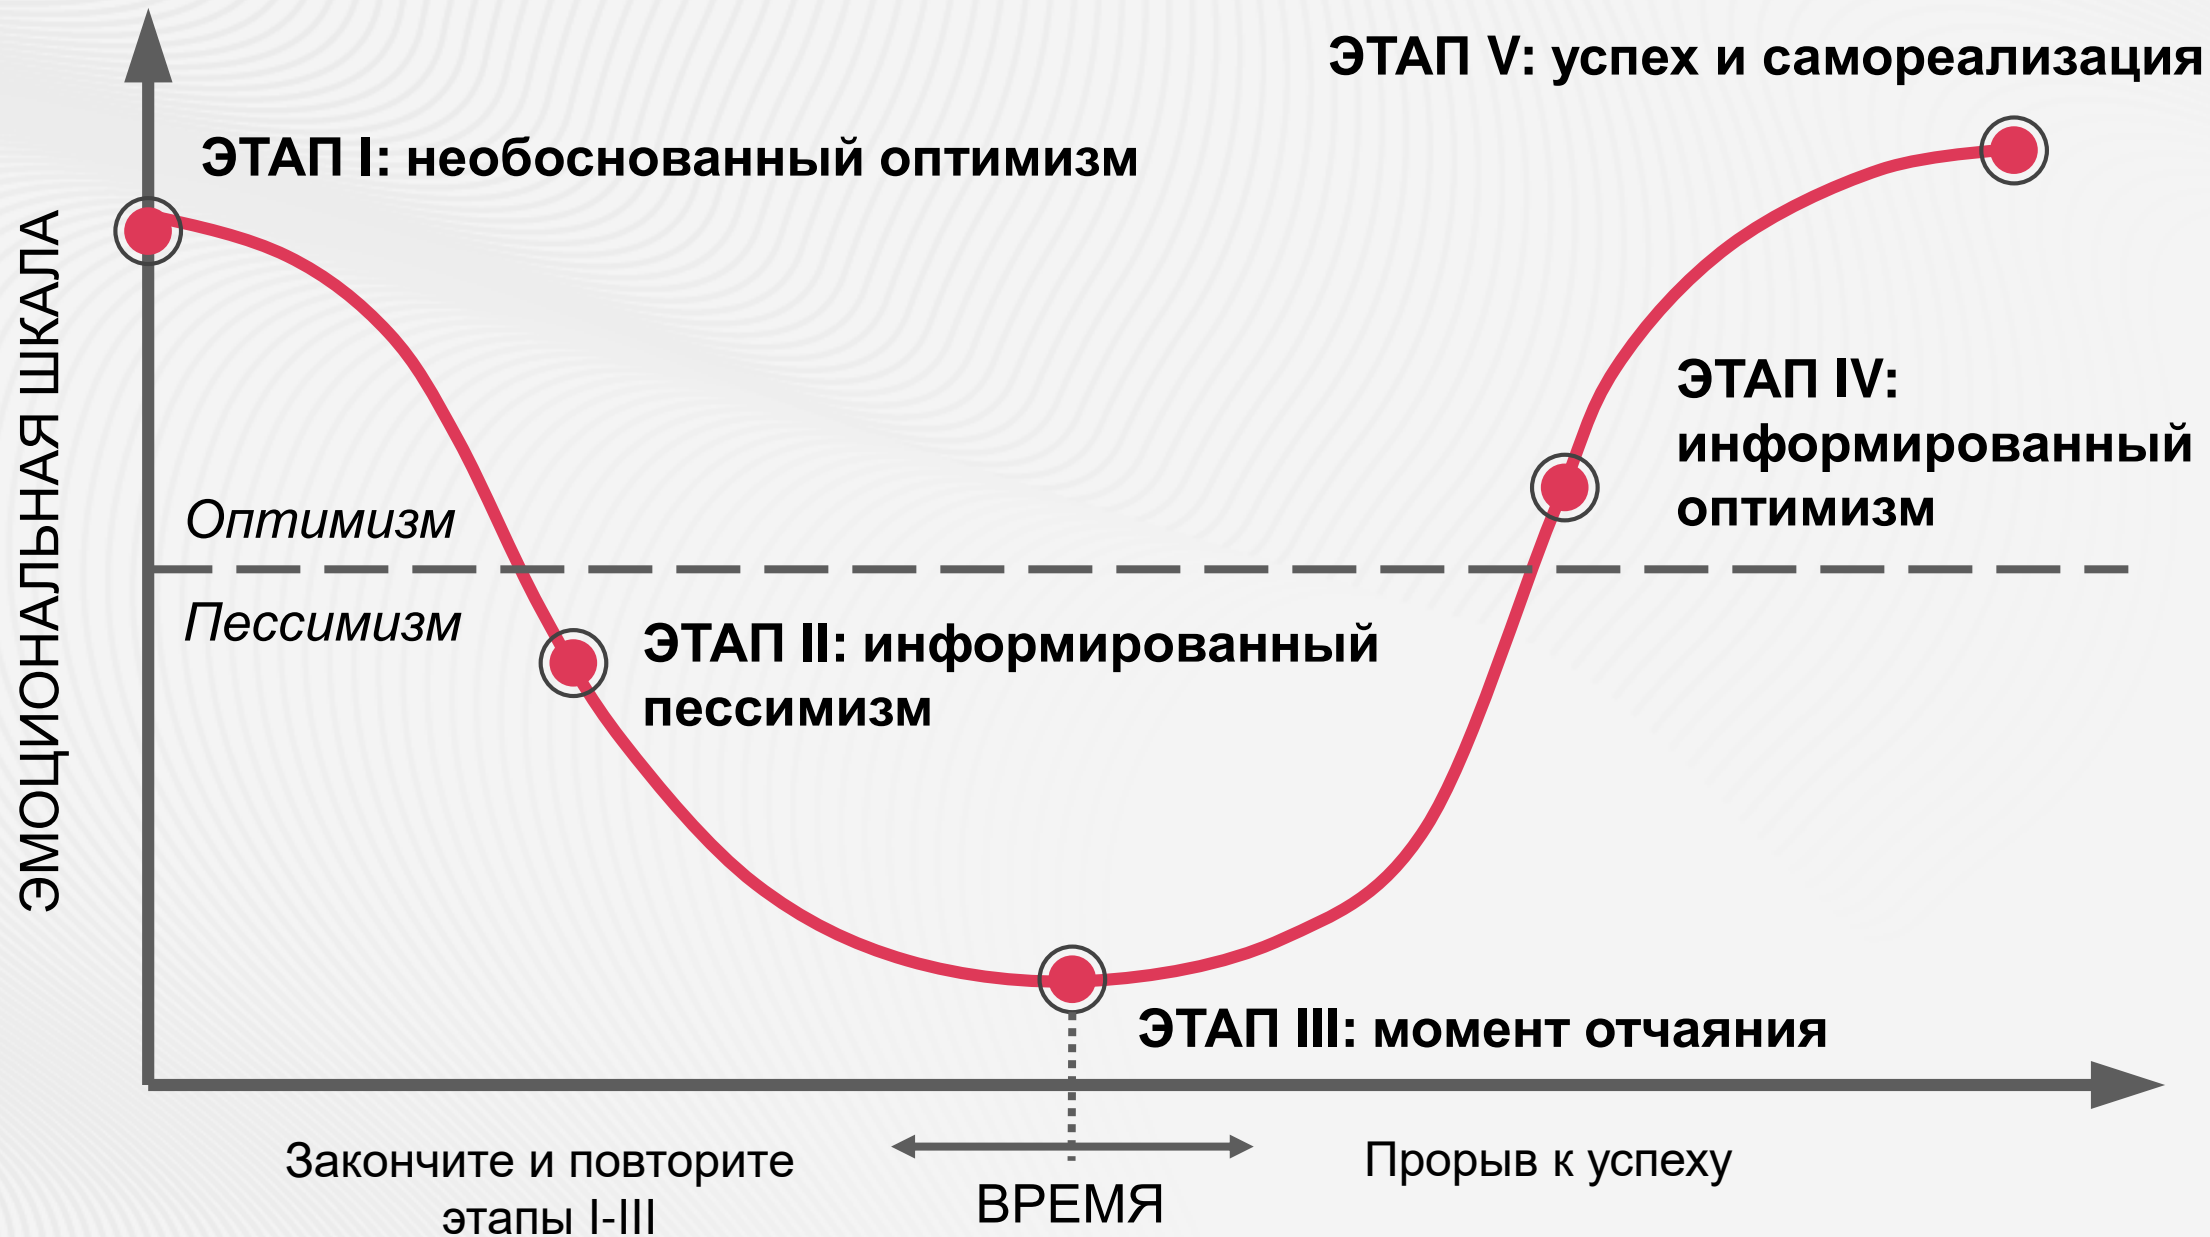 ЭТАП V: успех и самореализация
ЭТАП I: необоснованный оптимизм
ЭМОЦИОНАЛЬНАЯ ШКАЛА
ЭТАП IV:
информированный
оптимизм
Оптимизм
Пессимизм
ЭТАП II: информированный
пессимизм
ЭТАП III: момент отчаяния
Закончите и повторите
этапы I-III
ВРЕМЯ
Прорыв к успеху